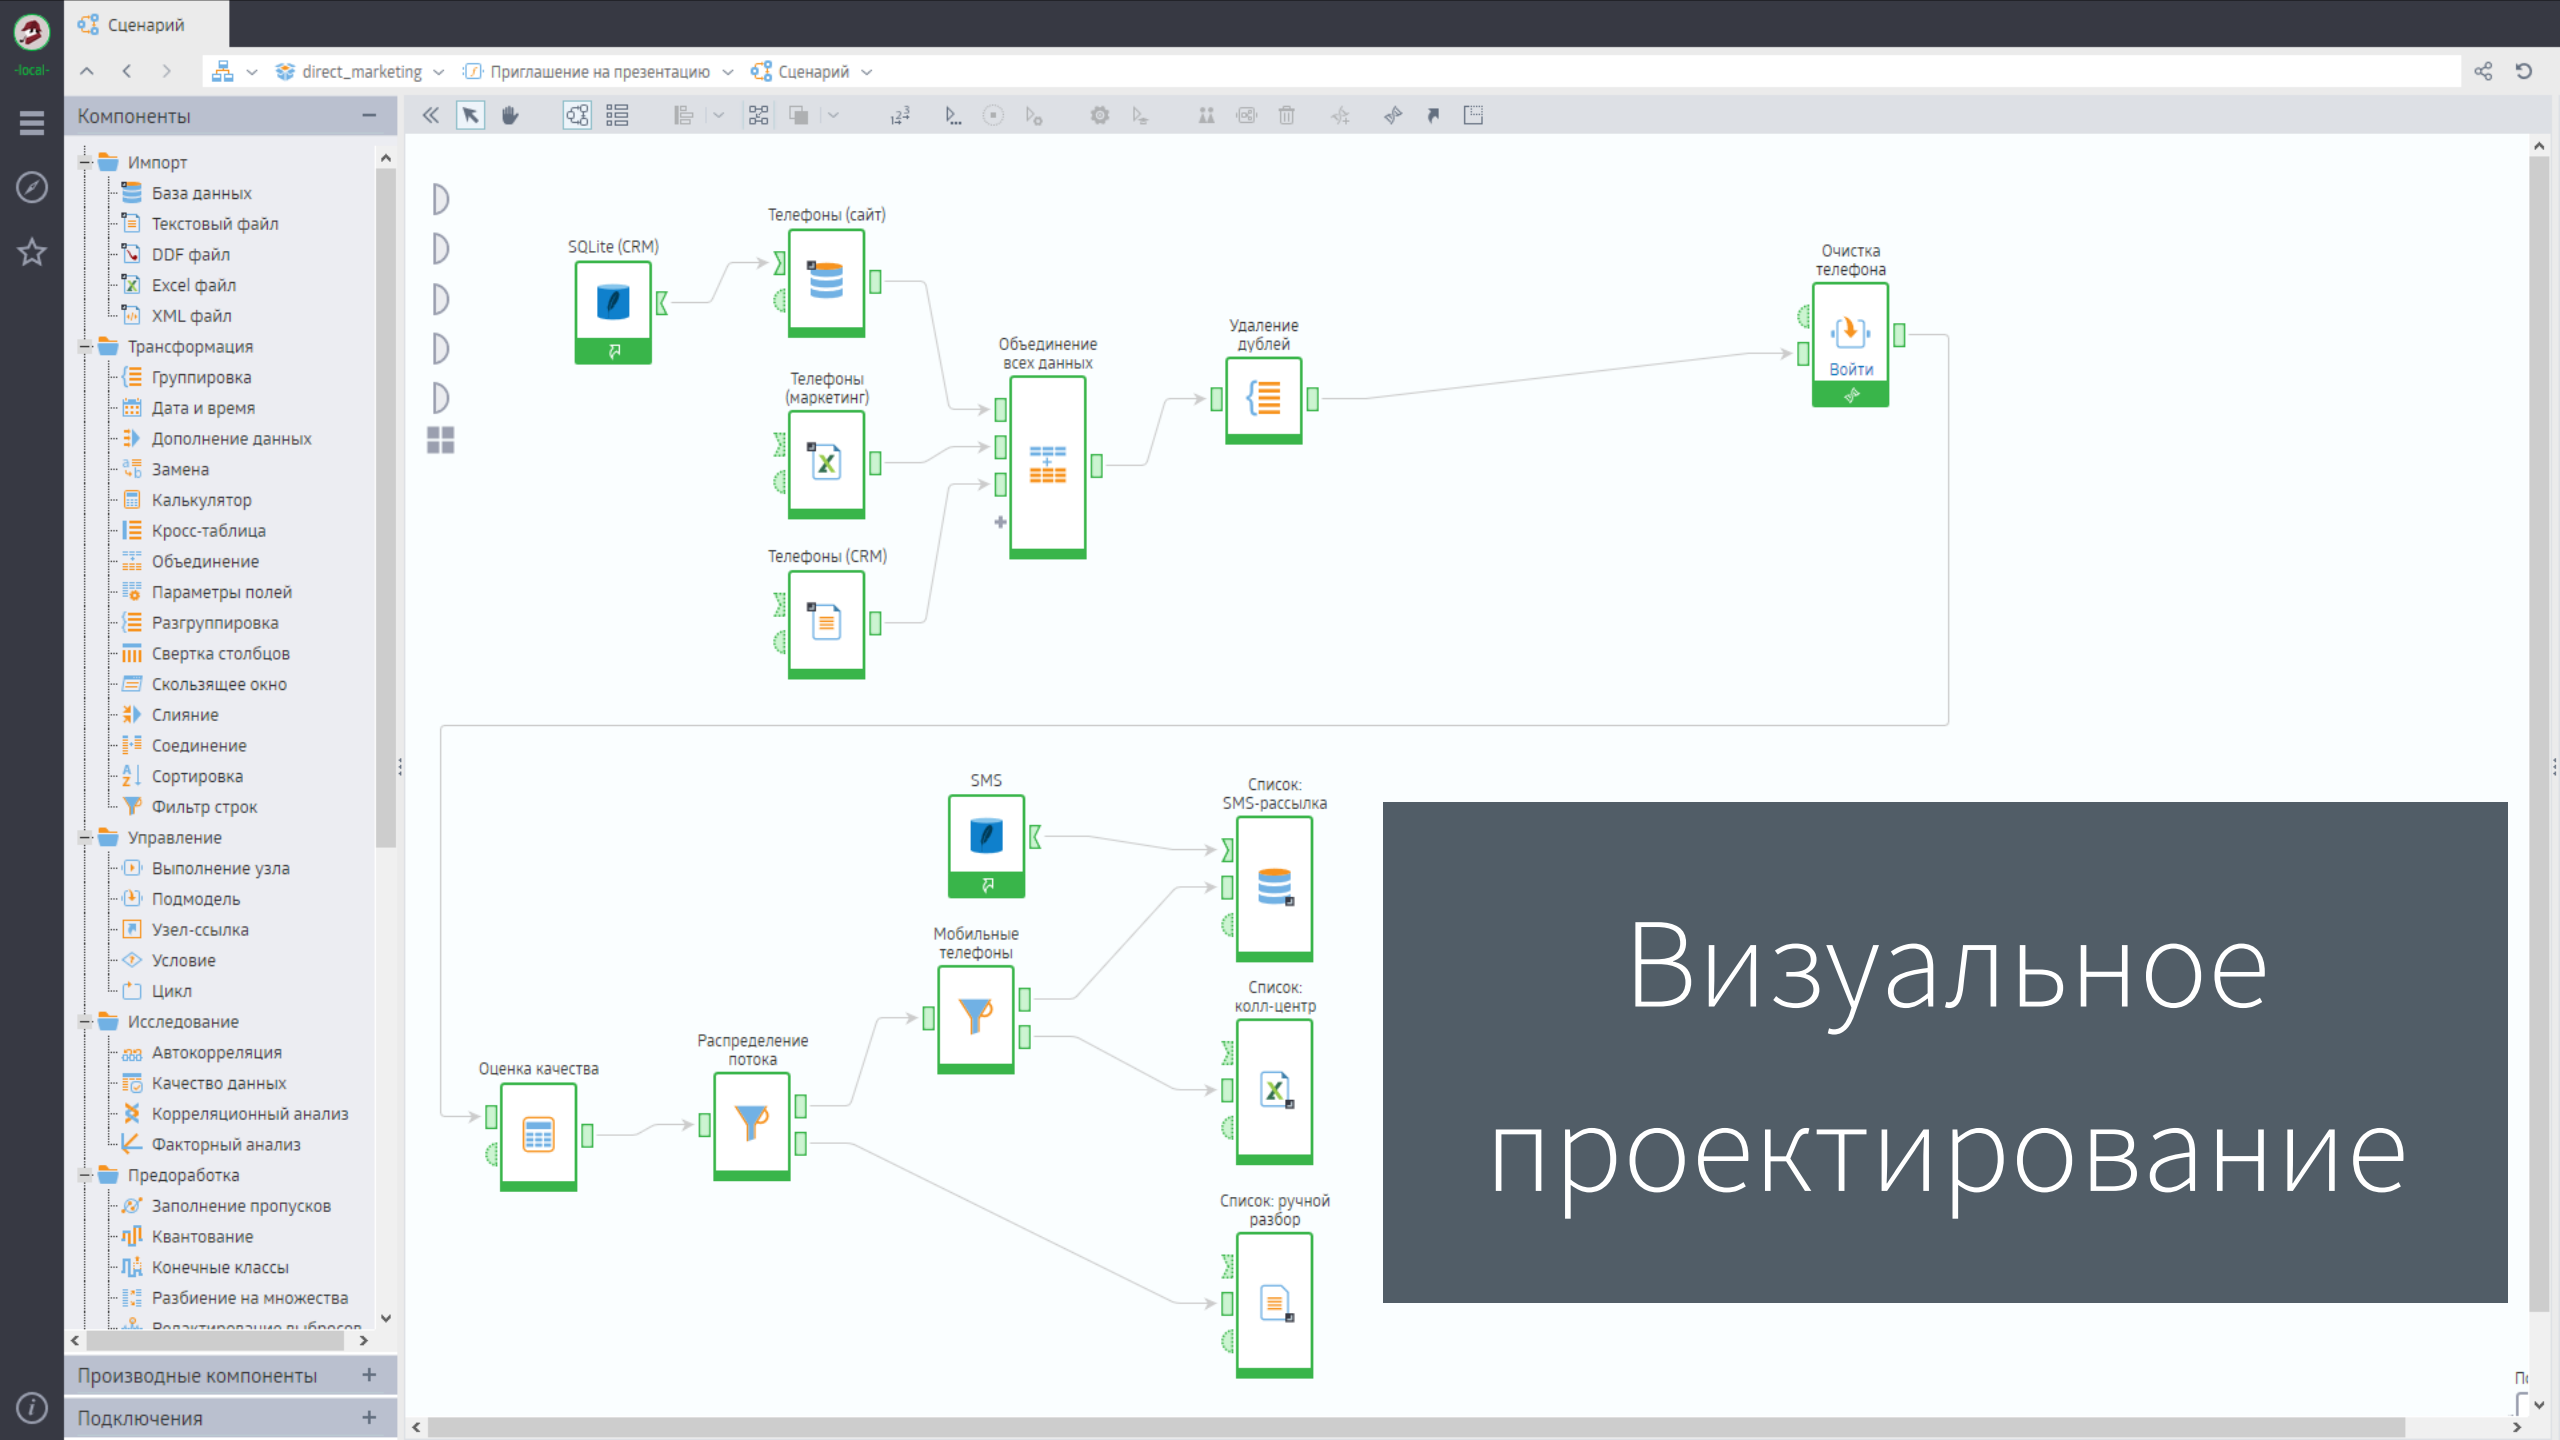 Сценарий
-local-
direct_marketing
Приглашение на презентацию
Сценарий
Компоненты
Импорт
База данных
Текстовый файл
DDF файл
Excel файл
XML файл
Трансформация
Группировка
Дата и время
Дополнение данных
Замена
Калькулятор
Кросс-таблица
Объединение
Параметры полей
Разгруппировка
Свертка столбцов
Скользящее окно
Слияние
Соединение
Сортировка
Фильтр строк
Управление
Выполнение узла
Подмодель
Узел-ссылка
Условие
Цикл
Исследование
Автокорреляция
Качество данных
Корреляционный анализ
Факторный анализ
Предоработка
Заполнение пропусков
Квантование
Конечные классы
Разбиение на множества
Редактирование выбросов
Производные компоненты
Подключения
SQLite (CRM)
Телефоны (сайт)
Телефоны
(маркетинг)
Телефоны (CRM)
Объединение
всех данных
Удаление
дублей
Очистка
телефона
Войти
SMS
Список:
SMS-рассылка
Мобильные
телефоны
Список:
колл-центр
Распределение
потока
Оценка качества
Список: ручной
разбор
Визуальное
проектирование